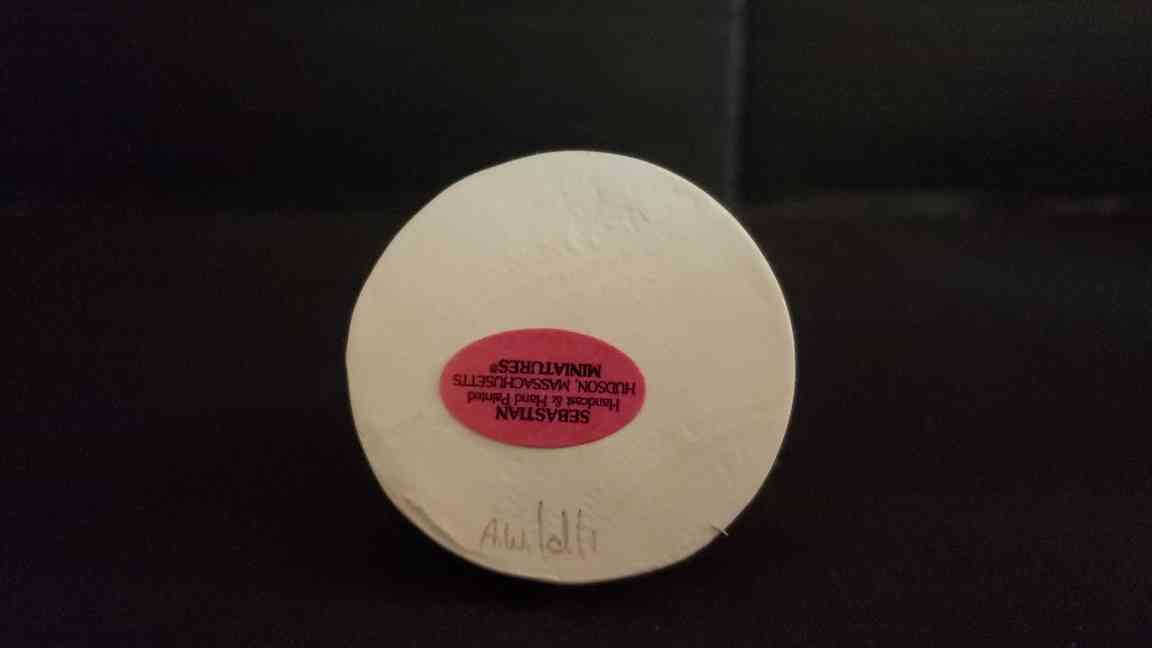 SEBASTIAN
Handcast & Hand Painted
HUDSON, MASSACHUSETTS
MINIATURES®